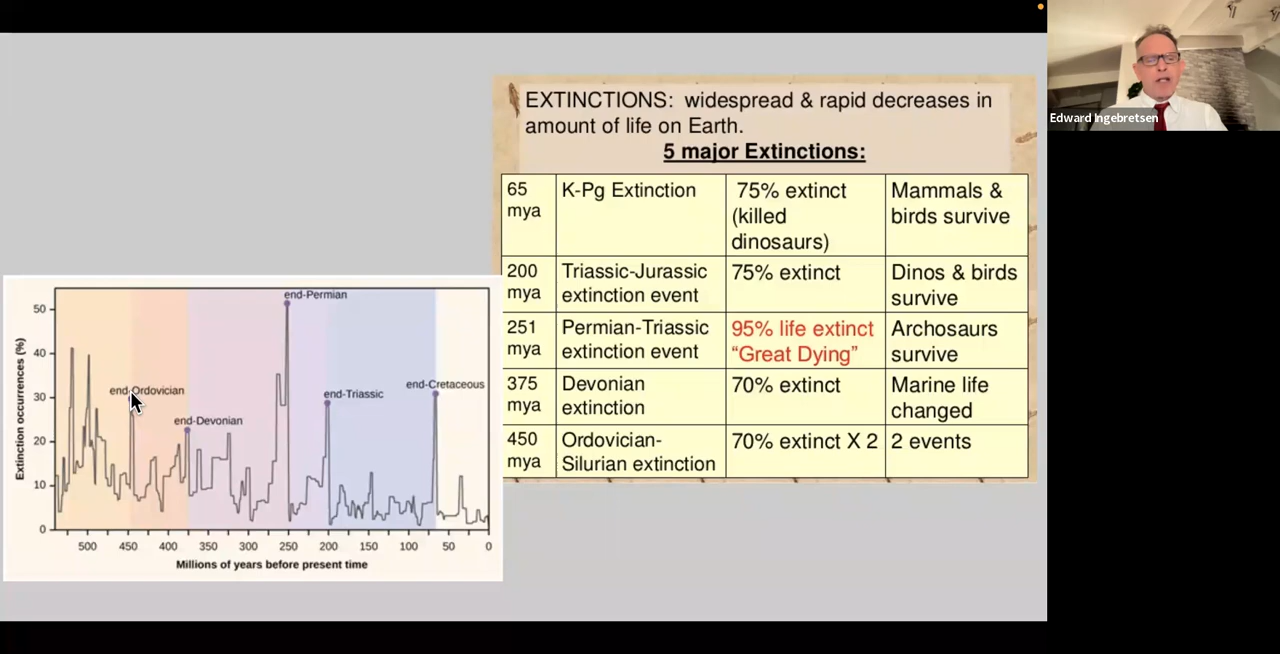 EXTINCTIONS: widespread & rapid decreases in
amount of life on Earth.
5 major Extinctions:
65
mya
K-Pg Extinction
75% extinct
(killed
dinosaurs)
Mammals &
birds survive
200
mya
Triassic-Jurassic
extinction event
75% extinct
Dinos & birds
survive
251
mya
Permian-Triassic
extinction event
95% life extinct
“Great Dying”
Archosaurs
survive
375
mya
Devonian
extinction
70% extinct
Marine life
changed
450
mya
Ordovician-
Silurian extinction
70% extinct X 2
2 events
Extinction occurrences (%)
50
40
30
20
10
0
end-Ordovician
end-Devonian
end-Permian
end-Triassic
end-Cretaceous
500 450 400 350 300 250 200 150 100 50 0
Millions of years before present time
Edward Ingebretsen